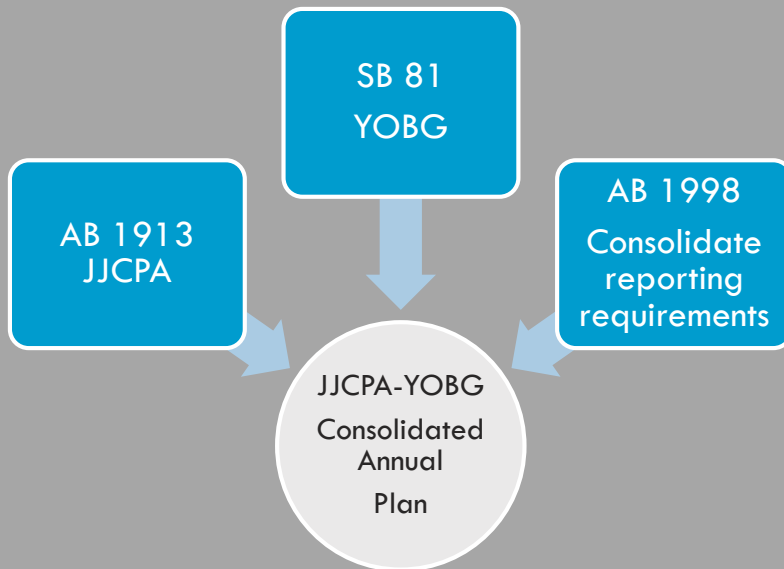 SB 81
YOBG
AB 1913
JJCPA
AB 1998
Consolidate
reporting
requirements
JJCPA-YOBG
Consolidated
Annual
Plan